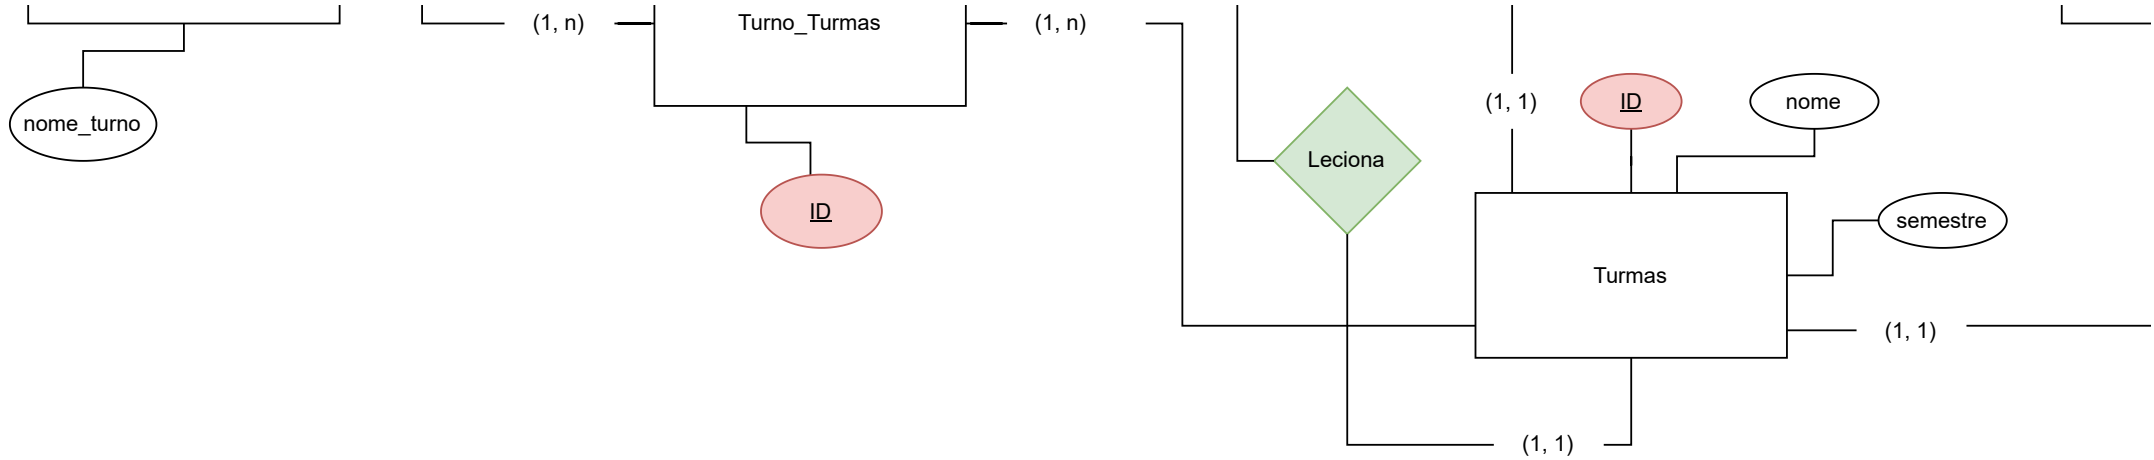 (1, n)
Turno_Turmas
(1, n)
nome_turno
ID
(1, 1)
ID
nome
Leciona
semestre
Turmas
(1, 1)
(1, 1)